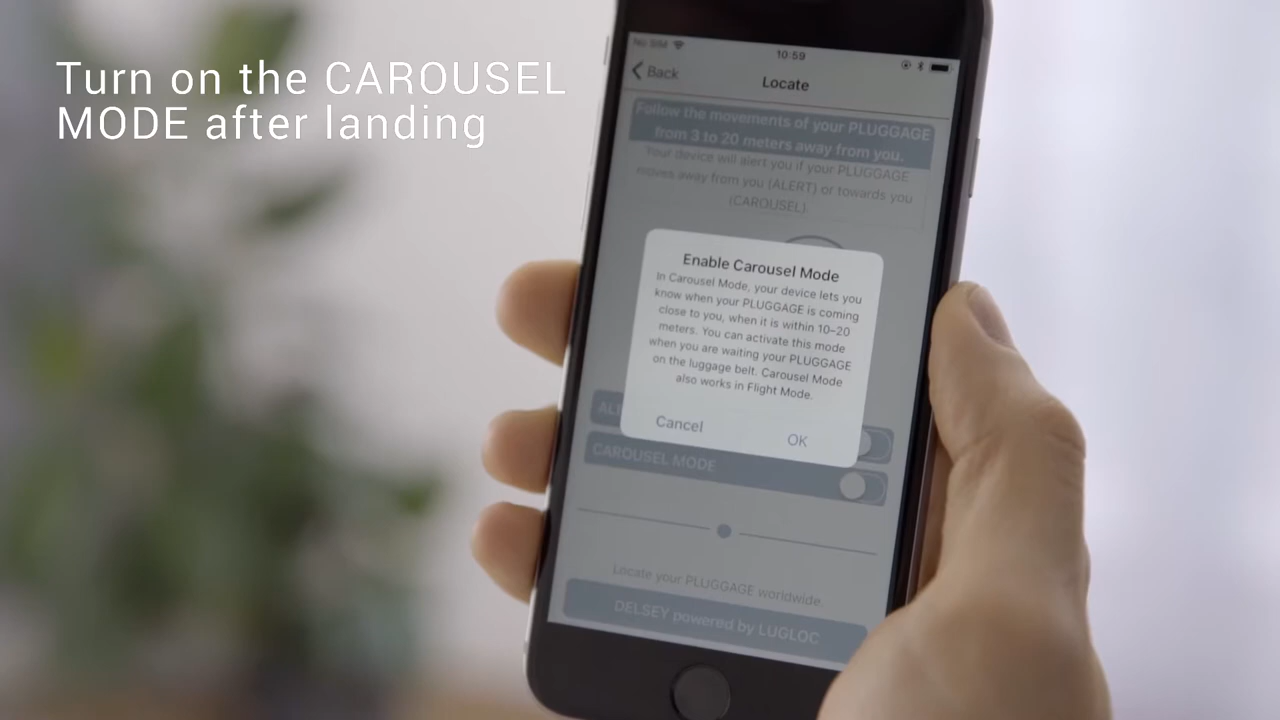 Turn on the CAROUSEL
MODE after landing
No SIM
10:59
Back
Locate
Follow the movements of your PLUGGAGE
from 3 to 20 meters away from you.
Your device will alert you if your PLUGGAGE
moves away from you (ALERT) or towards you
(CAROUSEL)
Enable Carousel Mode
In Carousel Mode, your device lets you
know when your PLUGGAGE is coming
close to you, when it is within 10–20
meters. You can activate this mode
when you are waiting your PLUGGAGE
on the luggage belt. Carousel Mode
also works in Flight Mode.
Cancel
OK
CAROUSEL MODE
Locate your PLUGGAGE worldwide.
DELSEY powered by LUGLOC